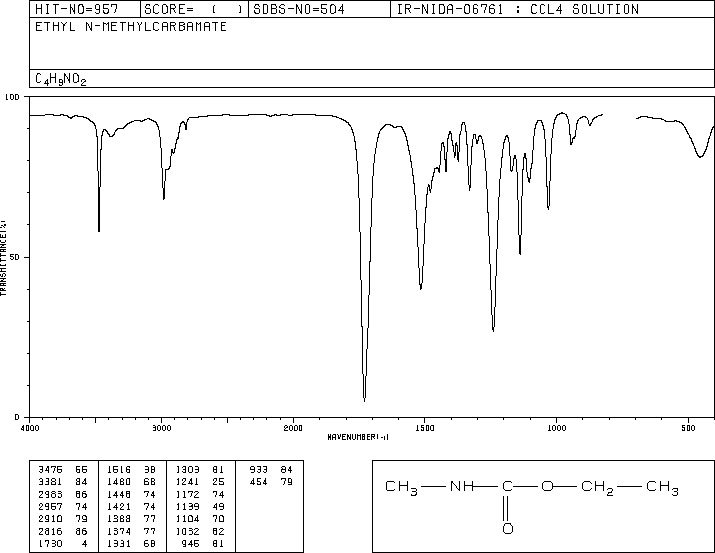 HIT-NO=957 SCORE= ( ) SDBS-NO=504 IR-NIDA-06761 : CCL4 SOLUTION
ETHYL N-METHYLCARBAMATE
C4H9NO2
100
50
0
TRANSMITTANCE(%)
4000 3000 2000 1500 1000 500
WAVENUMBER(-1)
3475 55 1516 38 1303 81 933 84
3381 84 1480 68 1241 25 454 79
2983 66 1448 74 1172 74
2967 74 1421 74 1139 49
2910 79 1388 77 1104 70
2816 86 1374 77 1032 62
1730 4 1331 68 945 81
CH3 — NH — C — O — CH2 — CH3
O